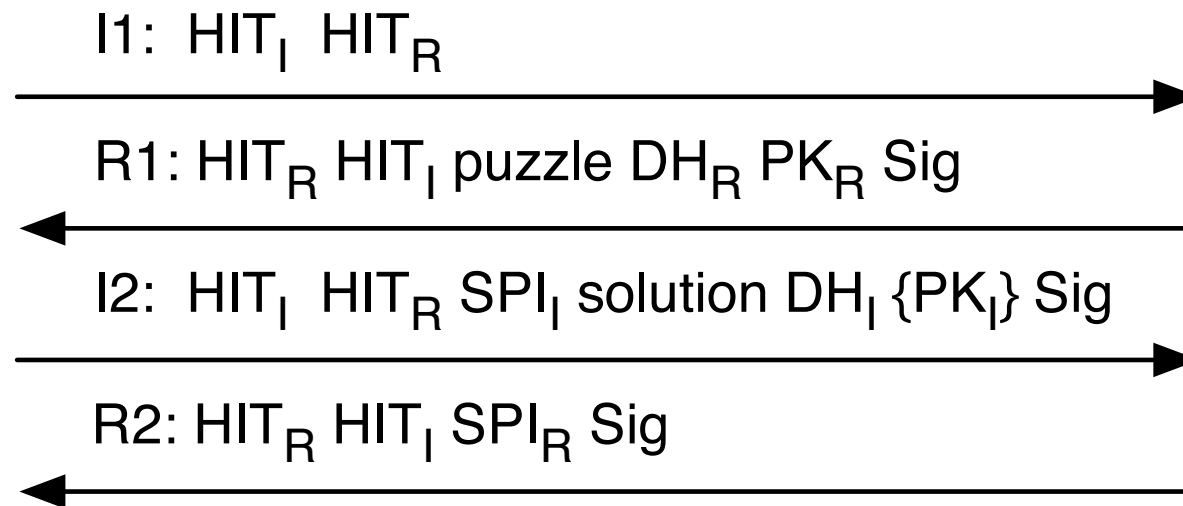 I1: HIT_I HIT_R
R1: HIT_R HIT_I puzzle DH_R PK_R Sig
I2: HIT_I HIT_R SPI_I solution DH_I {PK_I} Sig
R2: HIT_R HIT_I SPI_R Sig